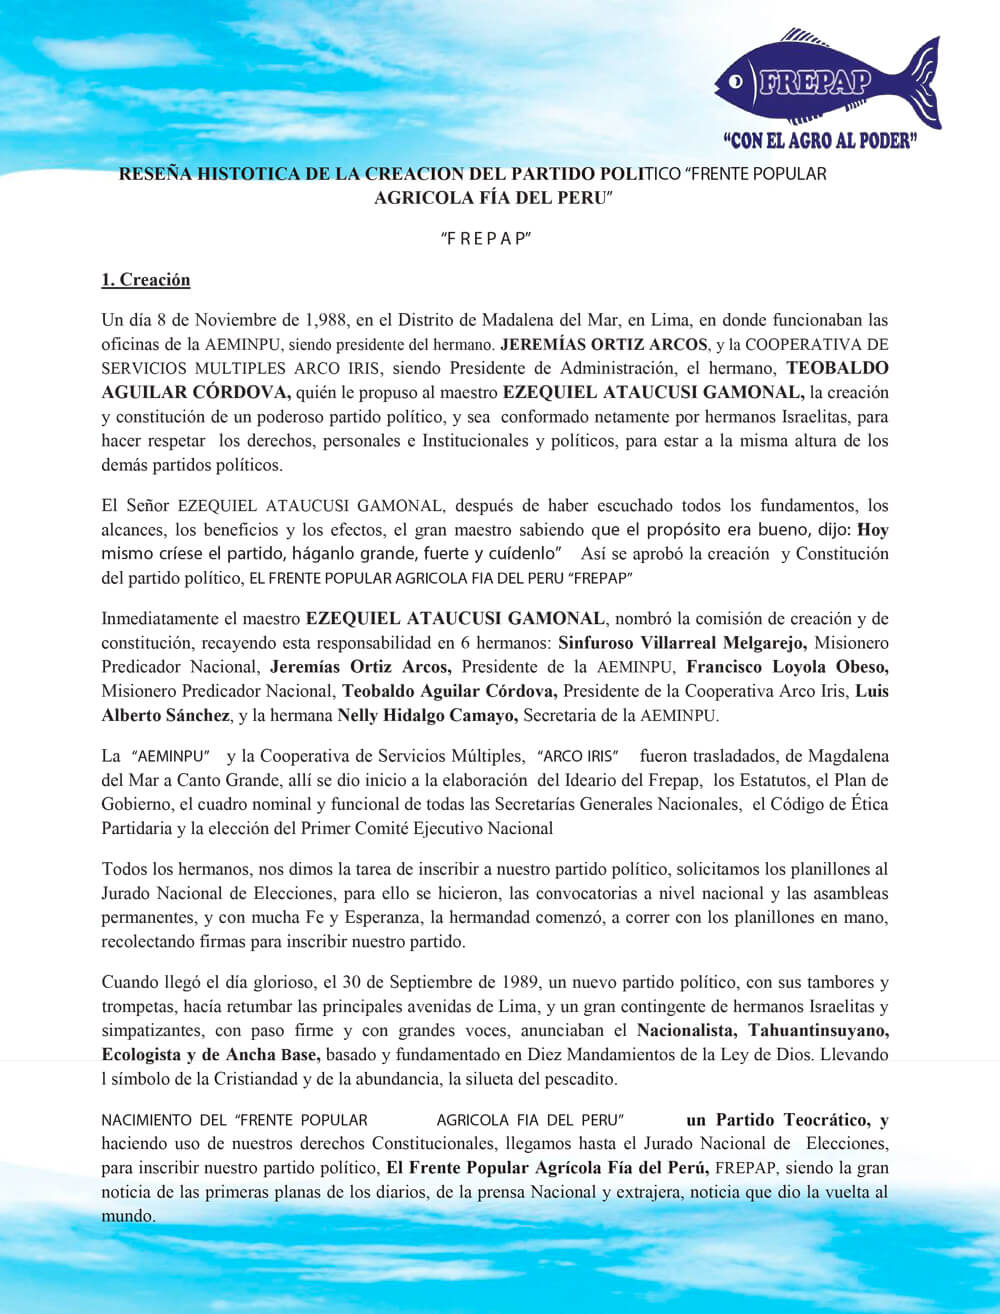 FREPAP
“CON EL AGRO AL PODER”
RESEÑA HISTOTICA DE LA CREACION DEL PARTIDO POLITICO “FRENTE POPULAR
AGRICOLA FÍA DEL PERU”
“F R E P A P”
1. Creación
Un día 8 de Noviembre de 1,988, en el Distrito de Madalena del Mar, en Lima, en donde funcionaban las
oficinas de la AEMINPU, siendo presidente del hermano. JEREMÍAS ORTIZ ARCOS, y la COOPERATIVA DE
SERVICIOS MULTIPLES ARCO IRIS, siendo Presidente de Administración, el hermano, TEOBALDO
AGUILAR CÓRDOVA, quién le propuso al maestro EZEQUIEL ATAUCUSI GAMONAL, la creación
y constitución de un poderoso partido político, y sea conformado netamente por hermanos Israelitas, para
hacer respetar los derechos, personales e Institucionales y políticos, para estar a la misma altura de los
demás partidos políticos.
El Señor EZEQUIEL ATAUCUSI GAMONAL, después de haber escuchado todos los fundamentos, los
alcances, los beneficios y los efectos, el gran maestro sabiendo que el propósito era bueno, dijo: Hoy
mismo críese el partido, háganlo grande, fuerte y cuídenlo” Así se aprobó la creación y Constitución
del partido político, EL FRENTE POPULAR AGRICOLA FIA DEL PERU “FREPAP”
Inmediatamente el maestro EZEQUIEL ATAUCUSI GAMONAL, nombró la comisión de creación y de
constitución, recayendo esta responsabilidad en 6 hermanos: Sinfuroso Villarreal Melgarejo, Misionero
Predicador Nacional, Jeremías Ortiz Arcos, Presidente de la AEMINPU, Francisco Loyola Obeso,
Misionero Predicador Nacional, Teobaldo Aguilar Córdova, Presidente de la Cooperativa Arco Iris, Luis
Alberto Sánchez, y la hermana Nelly Hidalgo Camayo, Secretaria de la AEMINPU.
La “AEMINPU” y la Cooperativa de Servicios Múltiples, “ARCO IRIS” fueron trasladados, de Magdalena
del Mar a Canto Grande, allí se dio inicio a la elaboración del Ideario del Frepap, los Estatutos, el Plan de
Gobierno, el cuadro nominal y funcional de todas las Secretarías Generales Nacionales, el Código de Ética
Partidaria y la elección del Primer Comité Ejecutivo Nacional
Todos los hermanos, nos dimos la tarea de inscribir a nuestro partido político, solicitamos los planillones al
Jurado Nacional de Elecciones, para ello se hicieron, las convocatorias a nivel nacional y las asambleas
permanentes, y con mucha Fe y Esperanza, la hermandad comenzó, a correr con los planillones en mano,
recolectando firmas para inscribir nuestro partido.
Cuando llegó el día glorioso, el 30 de Septiembre de 1989, un nuevo partido político, con sus tambores y
trompetas, hacía retumbar las principales avenidas de Lima, y un gran contingente de hermanos Israelitas y
simpatizantes, con paso firme y con grandes voces, anunciaban el Nacionalista, Tahuantinsuyano,
Ecologista y de Ancha Base, basado y fundamentado en Diez Mandamientos de la Ley de Dios. Llevando
l símbolo de la Cristiandad y de la abundancia, la silueta del pescadito.
NACIMIENTO DEL “FRENTE POPULAR AGRICOLA FIA DEL PERU” un Partido Teocrático, y
haciendo uso de nuestros derechos Constitucionales, llegamos hasta el Jurado Nacional de Elecciones,
para inscribir nuestro partido político, El Frente Popular Agrícola Fía del Perú, FREPAP, siendo la gran
noticia de las primeras planas de los diarios, de la prensa Nacional y extrajera, noticia que dio la vuelta al
mundo.